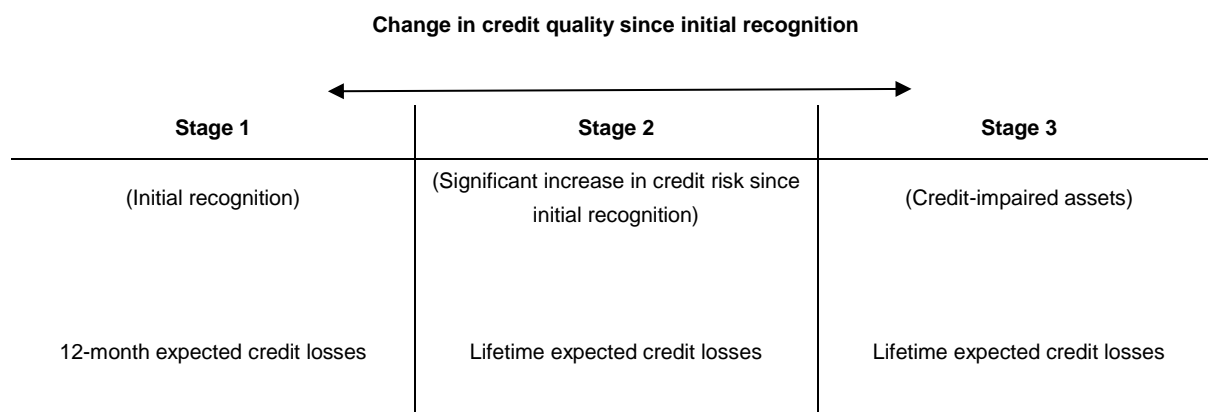 Change in credit quality since initial recognition
Stage 1
Stage 2
Stage 3
(Initial recognition)
(Significant increase in credit risk since
initial recognition)
(Credit-impaired assets)
12-month expected credit losses
Lifetime expected credit losses
Lifetime expected credit losses